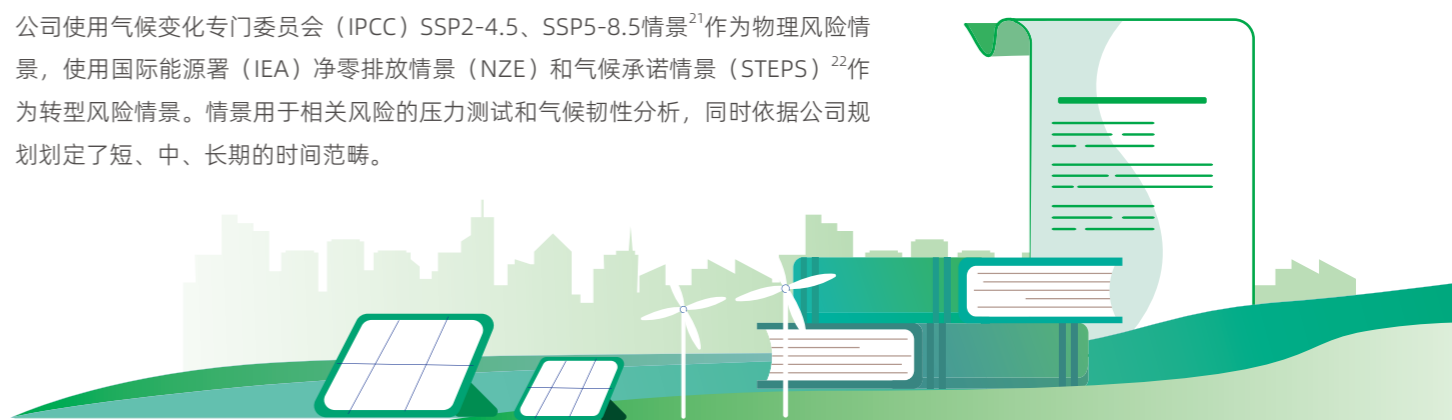 公司使用气候变化专门委员会（IPCC）SSP2-4.5、SSP5-8.5情景21作为物理风险情
景，使用国际能源署（IEA）净零排放情景（NZE）和气候承诺情景（STEPS）22作
为转型风险情景。情景用于相关风险的压力测试和气候韧性分析，同时依据公司规
划划定了短、中、长期的时间范畴。